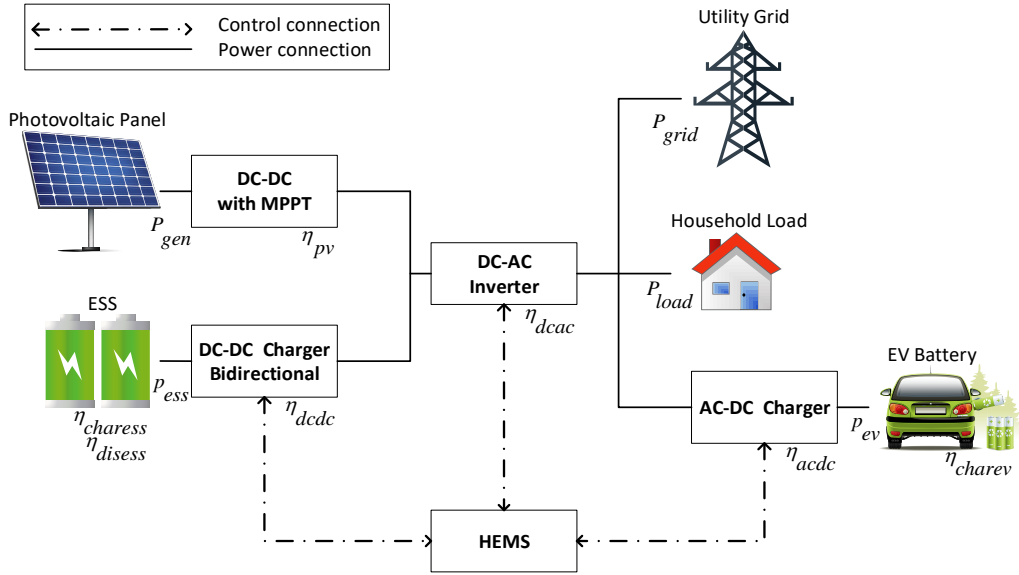 Control connection
Power connection
Utility Grid
P_grid
Photovoltaic Panel
DC-DC
with MPPT
P_gen
η_pv
Household Load
DC-AC
Inverter
P_load
η_dcac
ESS
DC-DC Charger
Bidirectional
p_ess
η_dcdc
η_charess
η_disess
EV Battery
AC-DC Charger
p_ev
η_acdc
η_charev
HEMS